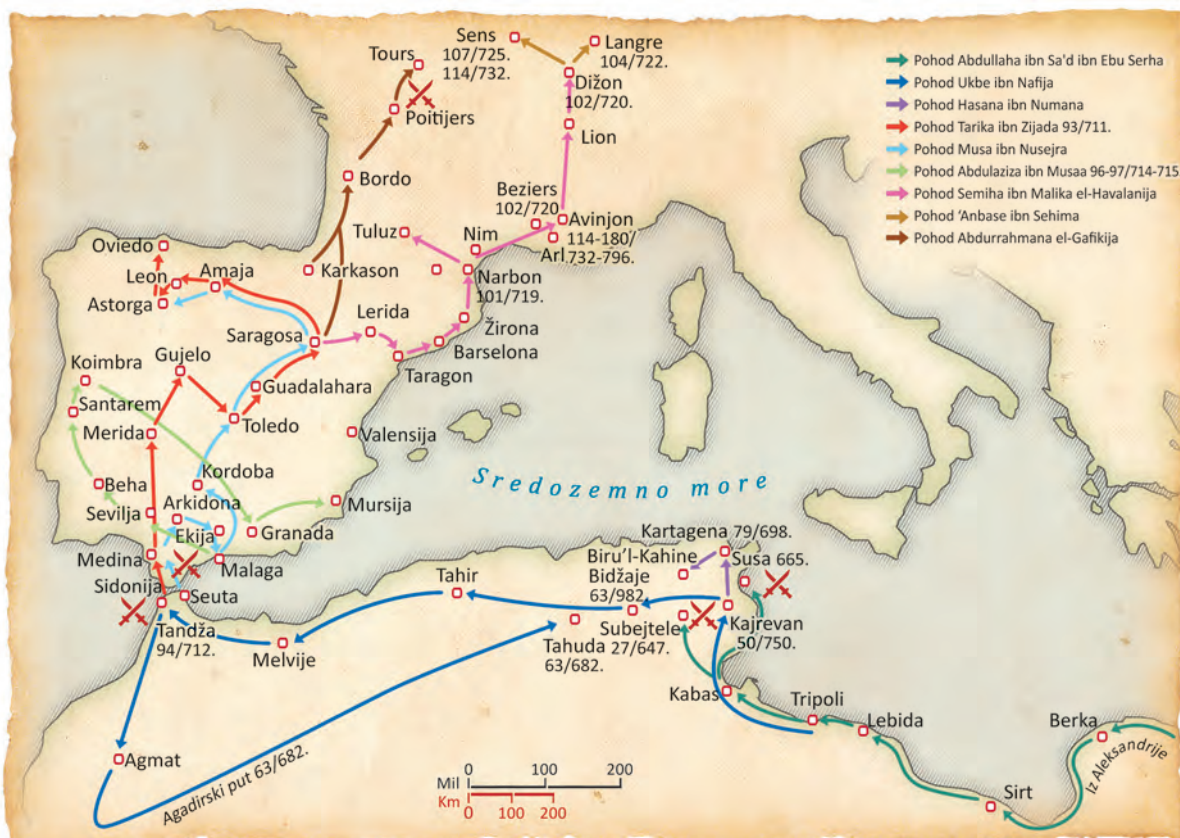 Sens
107/725.
114/732.
Langre
104/722.
Tours
Dižon
102/720.
Poitijers
Lion
Bordo
Beziers
102/720
Avinjon
114-180/
732-796.
Arl
Tuluz
Nim
Karkason
Narbon
101/719.
Oviedo
Leon
Amaja
Astorga
Saragosa
Lerida
Žirona
Barselona
Taragon
Koimbra
Gujelo
Guadalahara
Santarem
Merida
Toledo
Valensija
Beha
Kordoba
Arkidona
Sevilja
Ekija
Granada
Mursija
Medina
Sidonija
Malaga
Seuta
Tandža
94/712.
Sredozemno more
Kartagena 79/698.
Biru’l-Kahine
Susa 665.
Bidžaje
63/982.
Tahir
Subejtele
27/647.
Kajrevan
50/750.
Tahuda
63/682.
Melvije
Kabas
Tripoli
Lebida
Berka
Iz Aleksandrije
Sirt
Agmat
Agadirski put 63/682.
Pohod Abdullaha ibn Sa'd ibn Ebu Serha
Pohod Ukbe ibn Nafija
Pohod Hasana ibn Numana
Pohod Tarika ibn Zijada 93/711.
Pohod Musa ibn Nusejra
Pohod Abdulaziza ibn Musaa 96-97/714-715
Pohod Semiha ibn Malika el-Havalanija
Pohod ‘Anbase ibn Sehima
Pohod Abdurrahmana el-Gafikija
0 100 200
Mil
Km
0 100 200